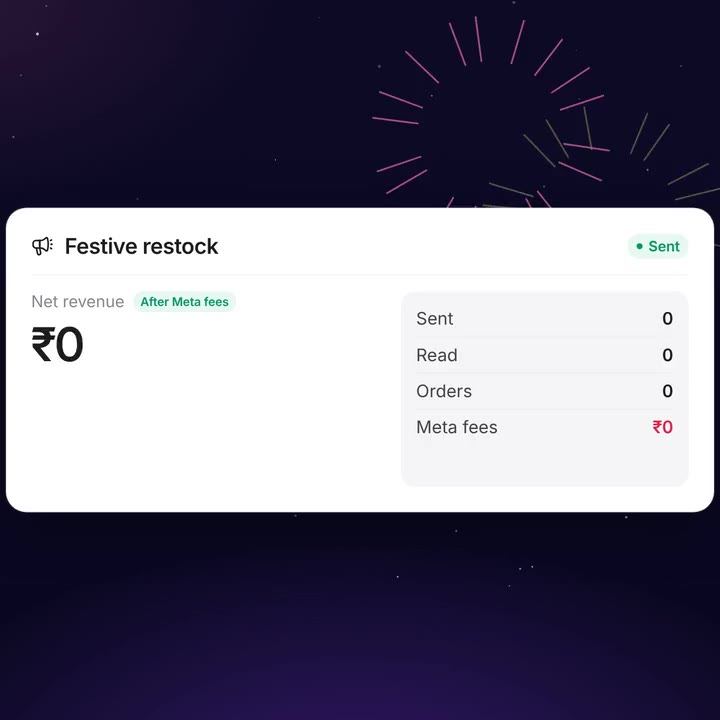 Festive restock
Sent
Net revenue After Meta fees
₹0
Sent 0
Read 0
Orders 0
Meta fees ₹0